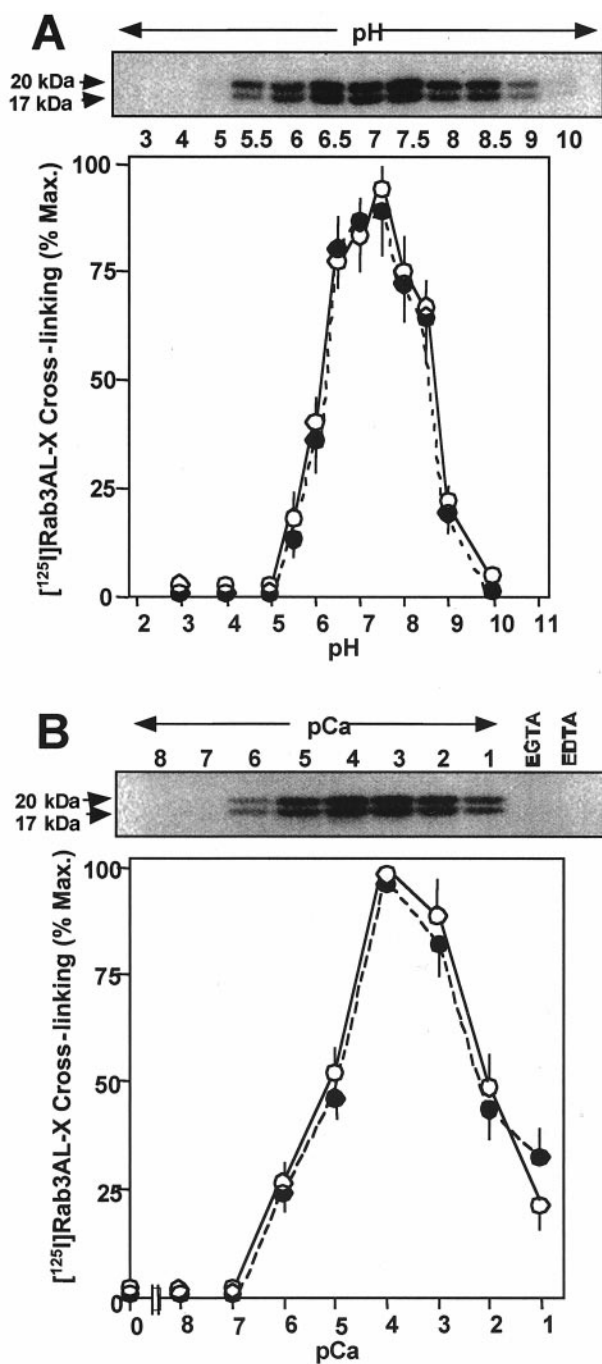 A
pH
20 kDa
17 kDa
3 4 5 5.5 6 6.5 7 7.5 8 8.5 9 10
[¹²⁵I]Rab3AL-X Cross-linking (% Max.)
100
75
50
25
0
2 3 4 5 6 7 8 9 10 11
pH
B
pCa
EGTA
EDTA
8 7 6 5 4 3 2 1
20 kDa
17 kDa
[¹²⁵I]Rab3AL-X Cross-linking (% Max.)
100
75
50
25
0
0 8 7 6 5 4 3 2 1
pCa